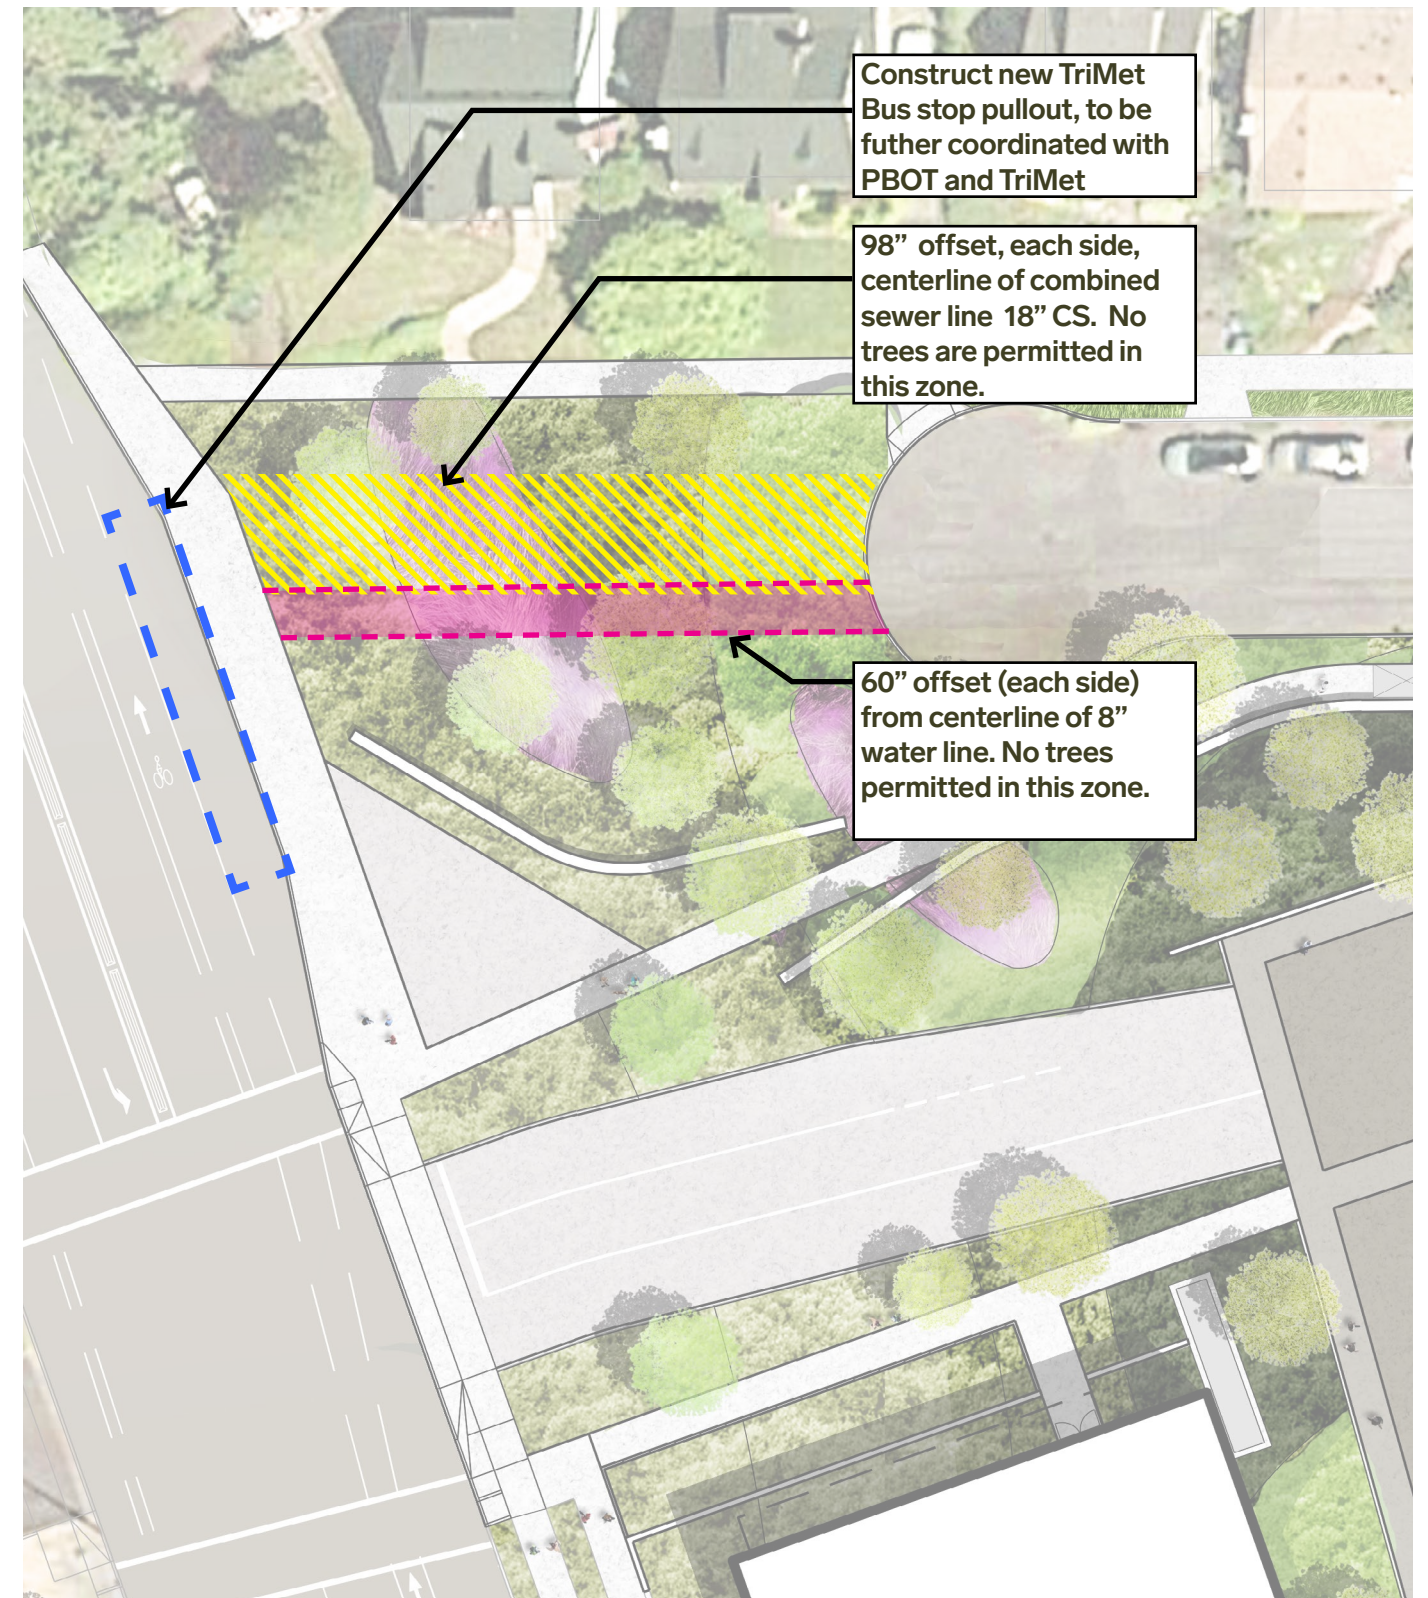 Construct new TriMet
Bus stop pullout, to be
futher coordinated with
PBOT and TriMet
98” offset, each side,
centerline of combined
sewer line 18” CS. No
trees are permitted in
this zone.
60” offset (each side)
from centerline of 8”
water line. No trees
permitted in this zone.